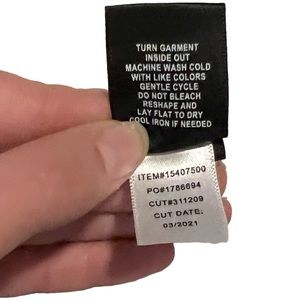 TURN GARMENT
INSIDE OUT
MACHINE WASH COLD
WITH LIKE COLORS
GENTLE CYCLE
DO NOT BLEACH
RESHAPE AND
LAY FLAT TO DRY
COOL IRON IF NEEDED
ITEM#15407500
PO#1786694
CUT#311209
CUT DATE:
03/2021